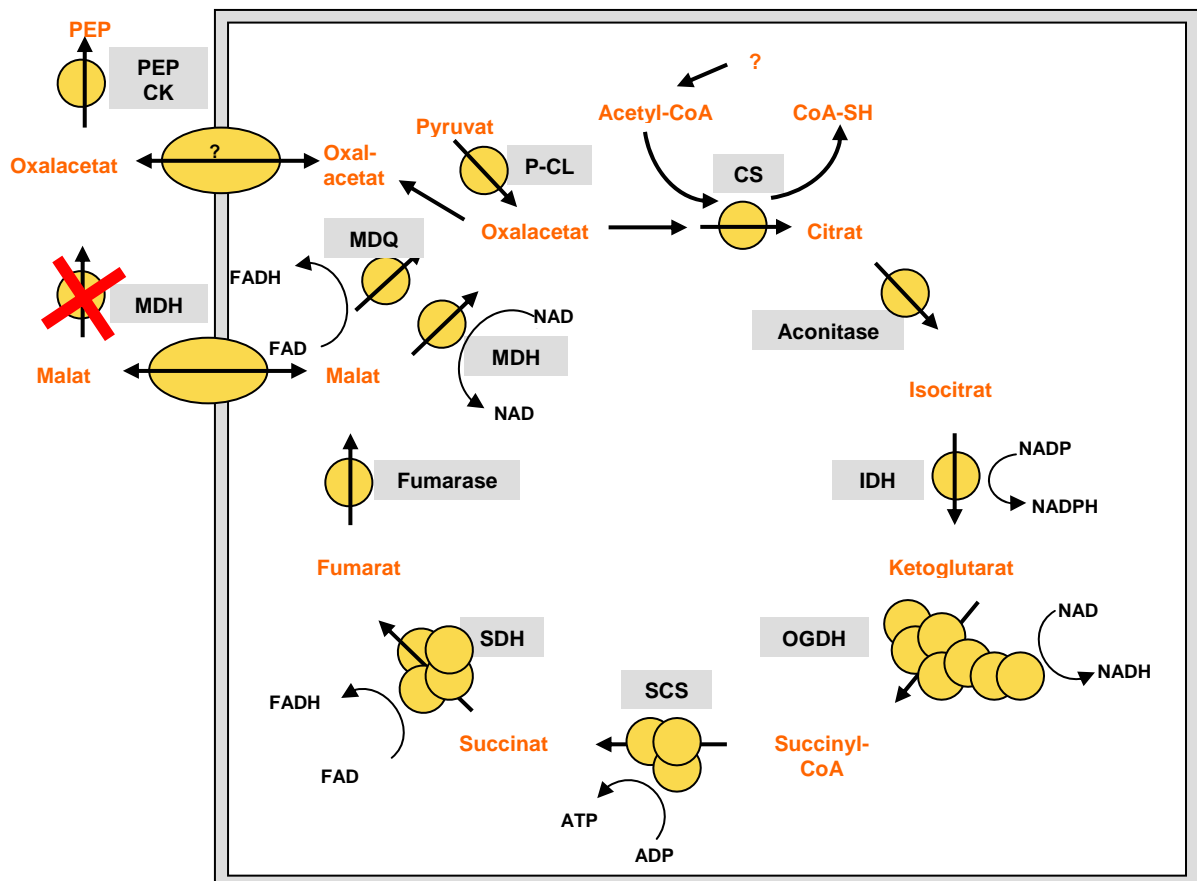 PEP
PEP
CK
?
Acetyl-CoA
CoA-SH
Pyruvat
P-CL
CS
Oxalacetat
?
Oxal-
acetat
Oxalacetat
Citrat
MDQ
FADH
MDH
NAD
Aconitase
FAD
MDH
Malat
Malat
Isocitrat
NAD
NADP
Fumarase
IDH
NADPH
Fumarat
Ketoglutarat
SDH
OGDH
NAD
NADH
SCS
FADH
Succinat
Succinyl-
CoA
FAD
ATP
ADP